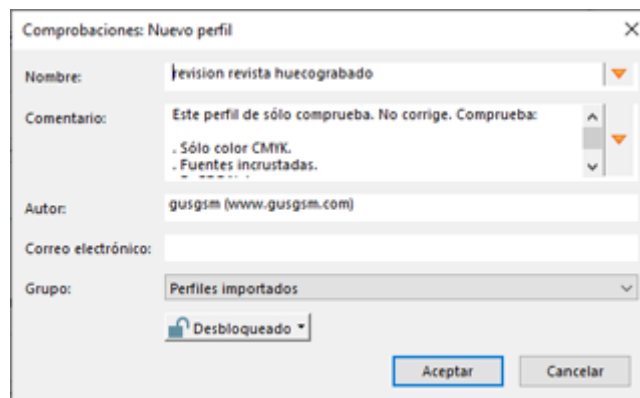 Comprobaciones: Nuevo perfil
Nombre: revision revista huecograbado
Comentario: Este perfil de sólo comprueba. No corrige. Comprueba:
. Sólo color CMYK.
. Fuentes incrustadas.
Autor: gusgsm (www.gusgsm.com)
Correo electrónico:
Grupo: Perfiles importados
Desbloqueado
Aceptar Cancelar